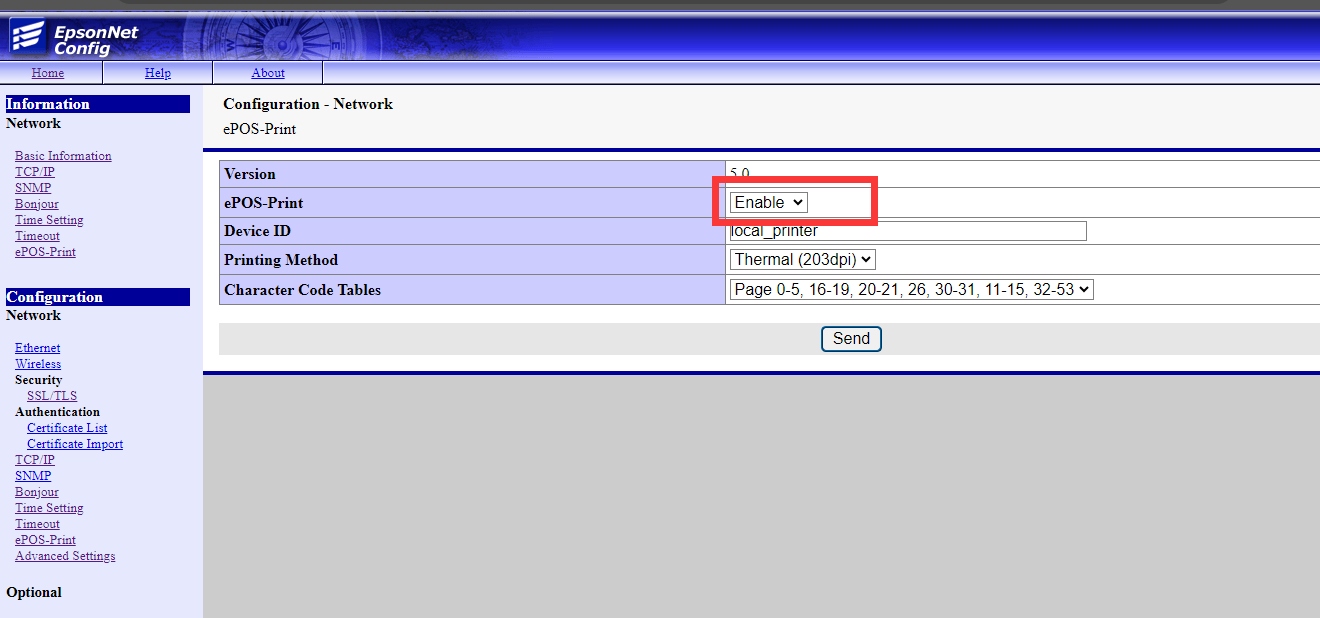 EpsonNet
Config
W
E
Home Help About
Information
Network
Basic Information
TCP/IP
SNMP
Bonjour
Time Setting
Timeout
ePOS-Print
Configuration
Network
Ethernet
Wireless
Security
SSL/TLS
Authentication
Certificate List
Certificate Import
TCP/IP
SNMP
Bonjour
Time Setting
Timeout
ePOS-Print
Advanced Settings
Optional
Configuration - Network
ePOS-Print
Version 5.0
ePOS-Print Enable
Device ID local_printer
Printing Method Thermal (203dpi)
Character Code Tables Page 0-5, 16-19, 20-21, 26, 30-31, 11-15, 32-53
Send